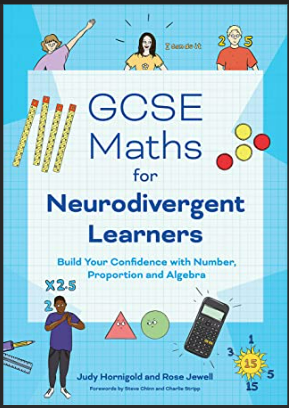 I can do it
2 5
GCSE
Maths
for
Neurodivergent
Learners
Build Your Confidence with Number,
Proportion and Algebra
X2.5
2
1
3 5
15
15
Judy Hornigold and Rose Jewell
Forewords by Steve Chinn and Charlie Stripp